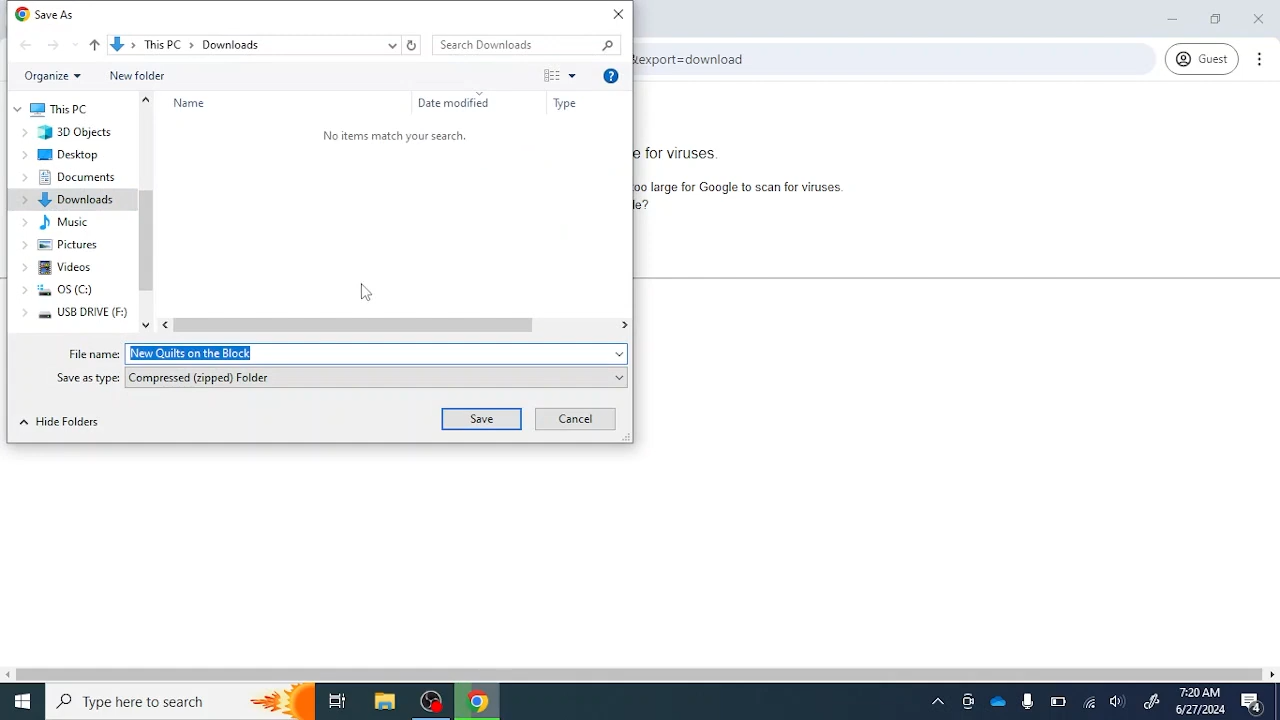 Save As
This PC
Downloads
Search Downloads
&export=download
Guest
Organize
New folder
Name
Date modified
Type
This PC
3D Objects
Desktop
Documents
Downloads
Music
Pictures
Videos
OS (C:)
USB DRIVE (F:)
No items match your search.
e for viruses.
too large for Google to scan for viruses.
le?
File name:
New Quilts on the Block
Save as type:
Compressed (zipped) Folder
Hide Folders
Save
Cancel
Type here to search
7:20 AM
6/27/2024
4